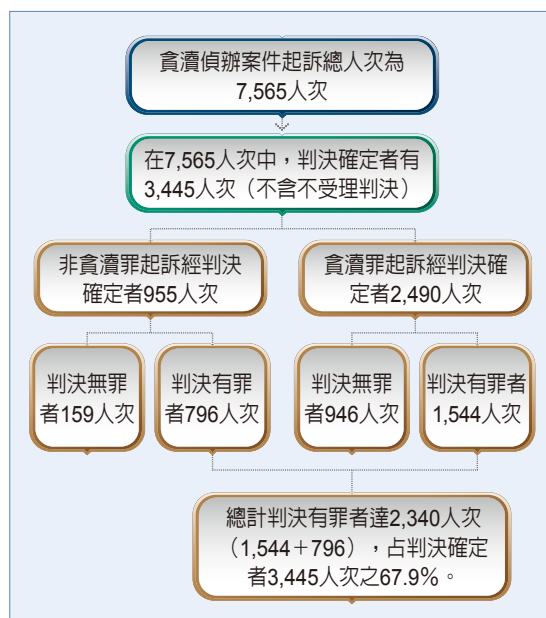 貪瀆偵辦案件起訴總人次為
7,565人次
在7,565人次中，判決確定者有
3,445人次（不含不受理判決）
非貪瀆罪起訴經判決
確定者955人次
貪瀆罪起訴經判決確
定者2,490人次
判決無罪
者159人次
判決有罪
者796人次
判決無罪
者946人次
判決有罪者
1,544人次
總計判決有罪者達2,340人次
（1,544＋796），占判決確定
者3,445人次之67.9%。